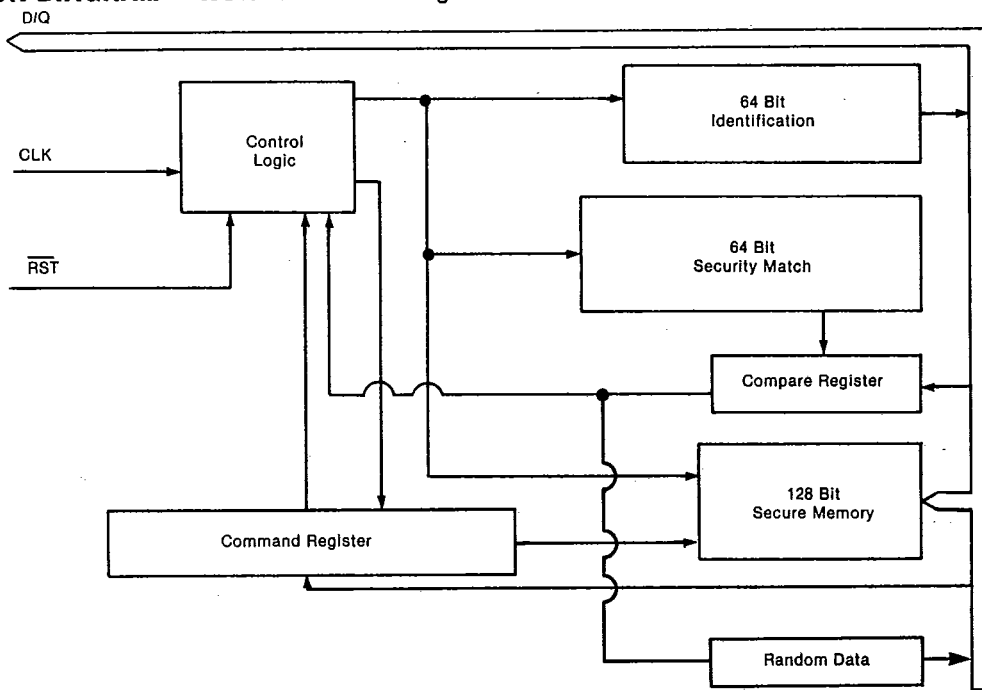 D/Q
64 Bit
Identification
Control
Logic
CLK
64 Bit
Security Match
RST
Compare Register
128 Bit
Secure Memory
Command Register
Random Data